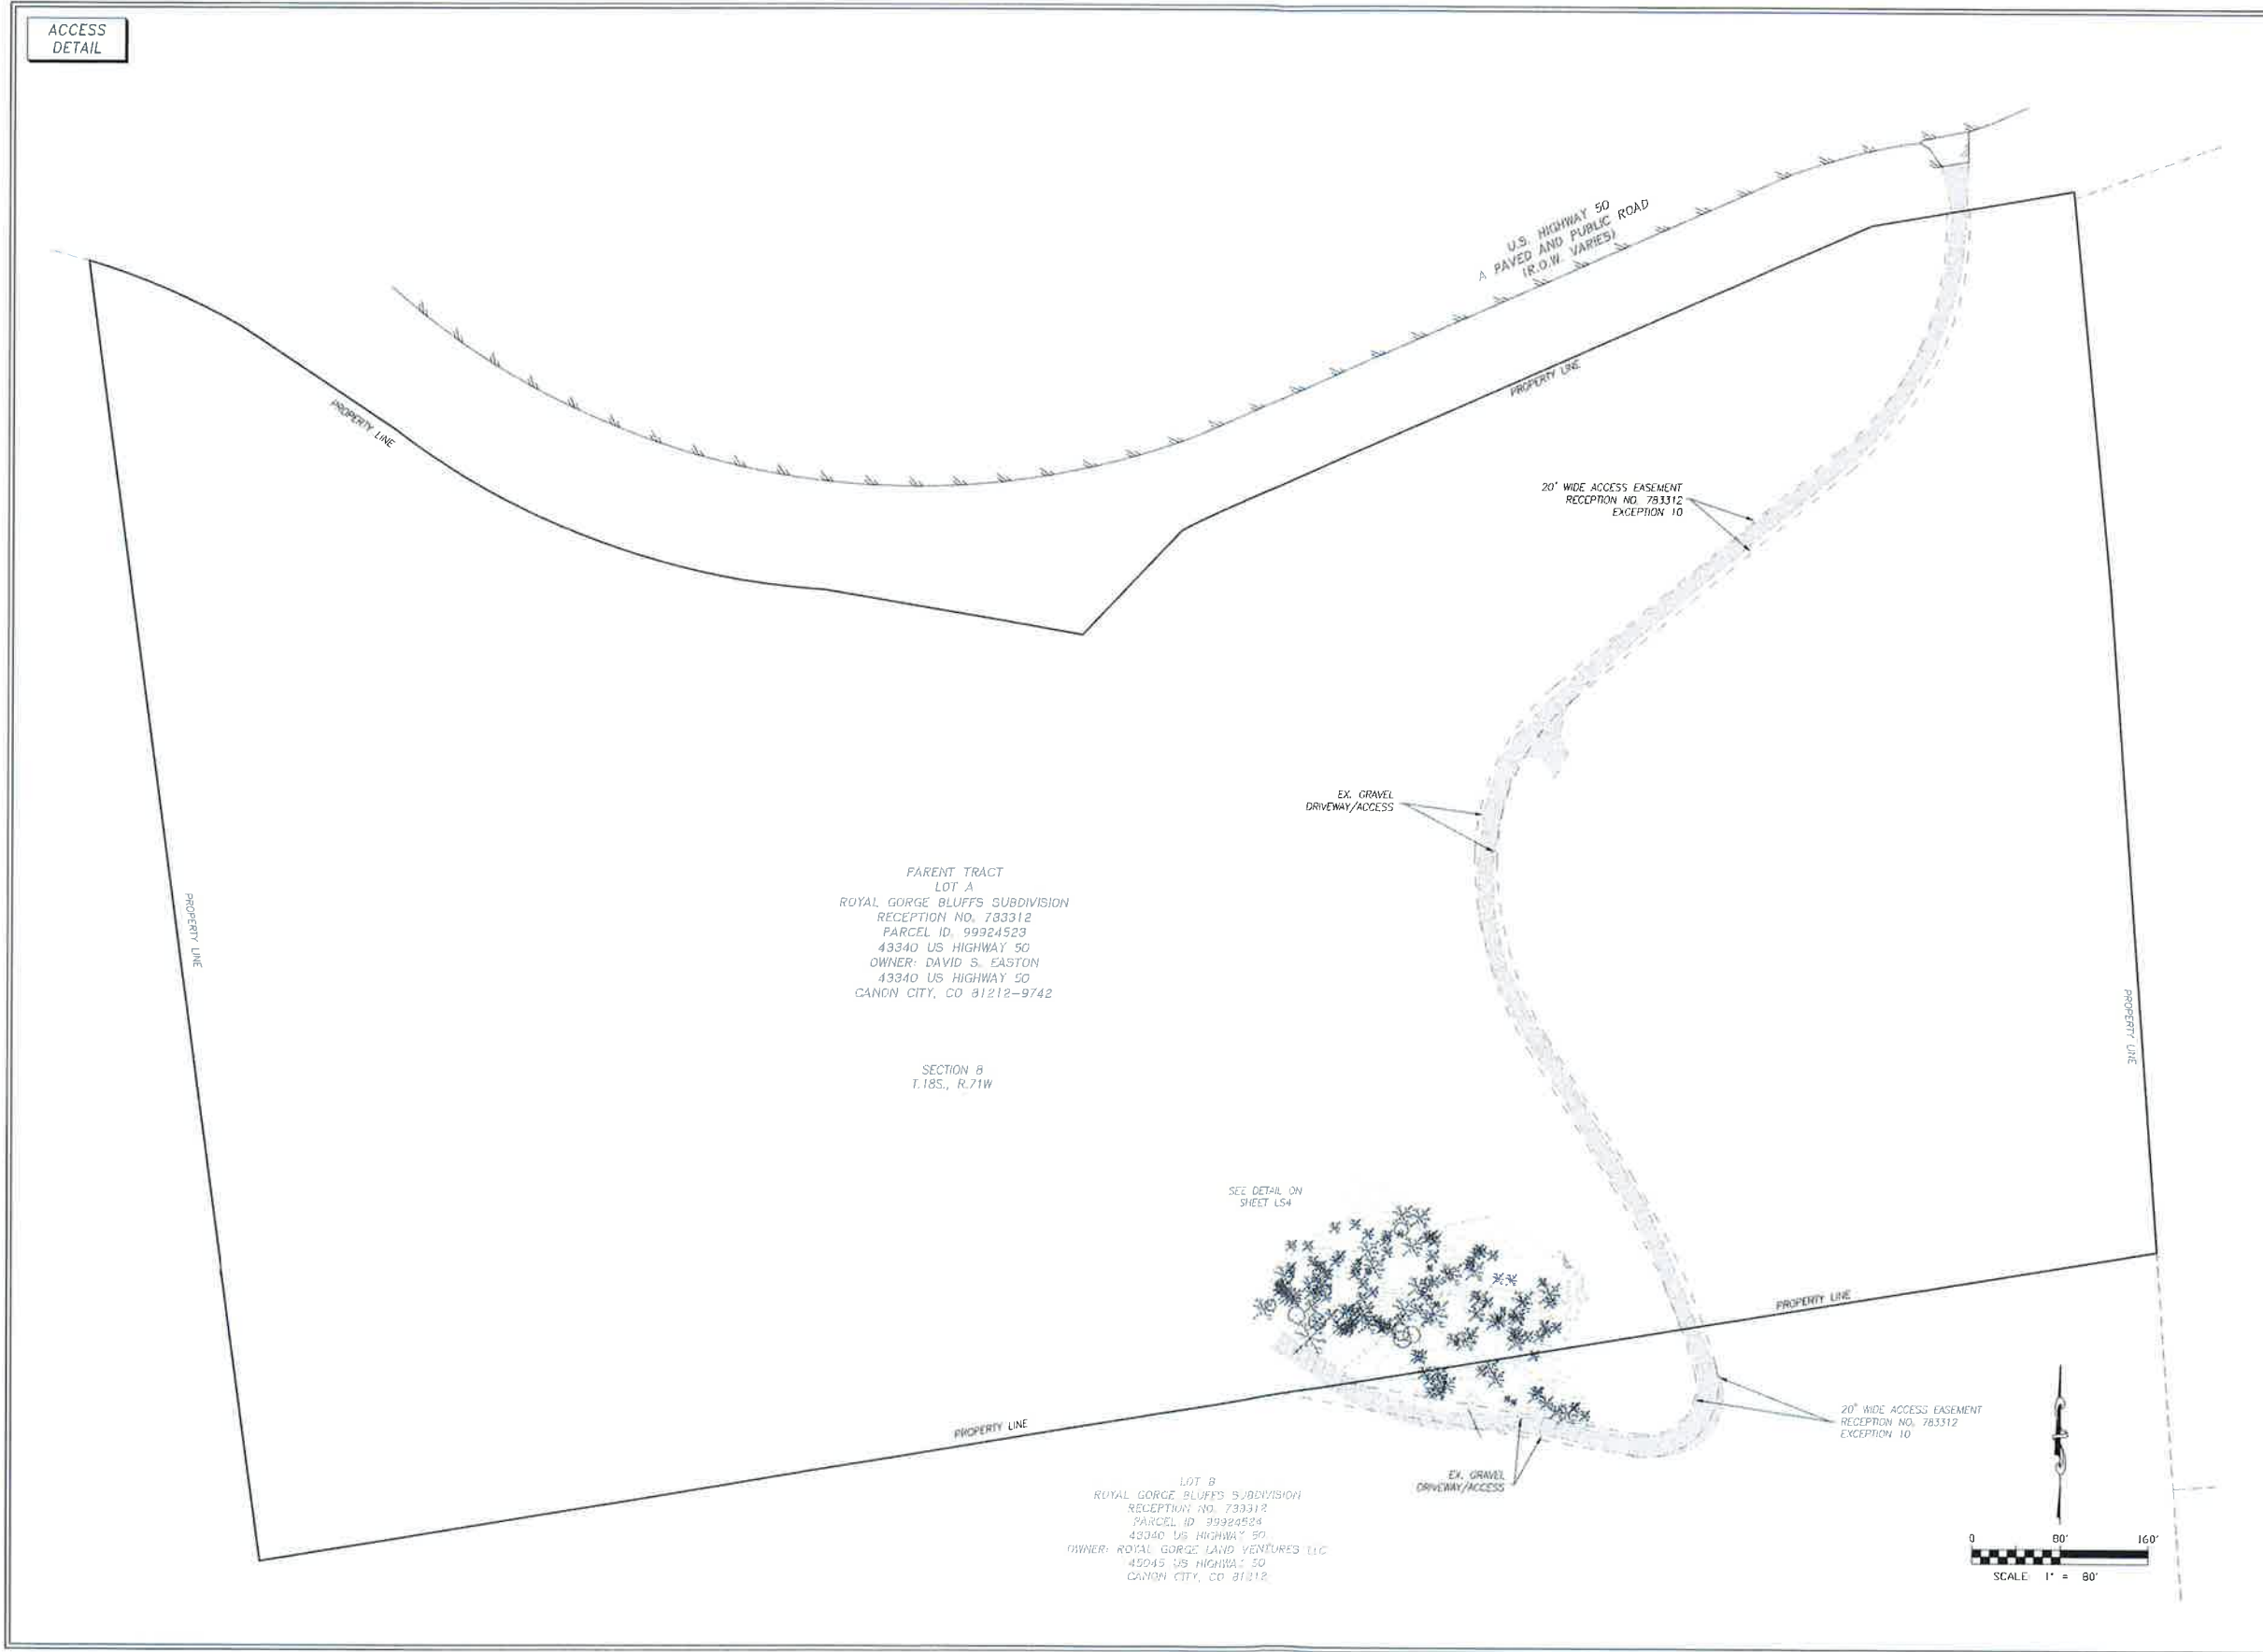 ACCESS
DETAIL
U.S. HIGHWAY 50
A PAVED AND PUBLIC ROAD
(R.O.W. VARIES)
PROPERTY LINE
PROPERTY LINE
20' WIDE ACCESS EASEMENT
RECEPTION NO. 783312
EXCEPTION 10
EX. GRAVEL
DRIVEWAY/ACCESS
PARENT TRACT
LOT A
ROYAL GORGE BLUFFS SUBDIVISION
RECEPTION NO. 783312
PARCEL ID. 99924523
43340 US HIGHWAY 50
OWNER: DAVID S. EASTON
43340 US HIGHWAY 50
CANON CITY, CO 81212-9742
PROPERTY LINE
PROPERTY LINE
SECTION 8
T.18S., R.71W
SEE DETAIL ON
SHEET LS4
PROPERTY LINE
PROPERTY LINE
20' WIDE ACCESS EASEMENT
RECEPTION NO. 783312
EXCEPTION 10
EX. GRAVEL
DRIVEWAY/ACCESS
LOT B
ROYAL GORGE BLUFFS SUBDIVISION
RECEPTION NO. 783312
PARCEL ID 99924524
43340 US HIGHWAY 50
OWNER: ROYAL GORGE LAND VENTURES LLC
45045 US HIGHWAY 50
CANON CITY, CO 81212
0 80' 160'
SCALE: 1" = 80'